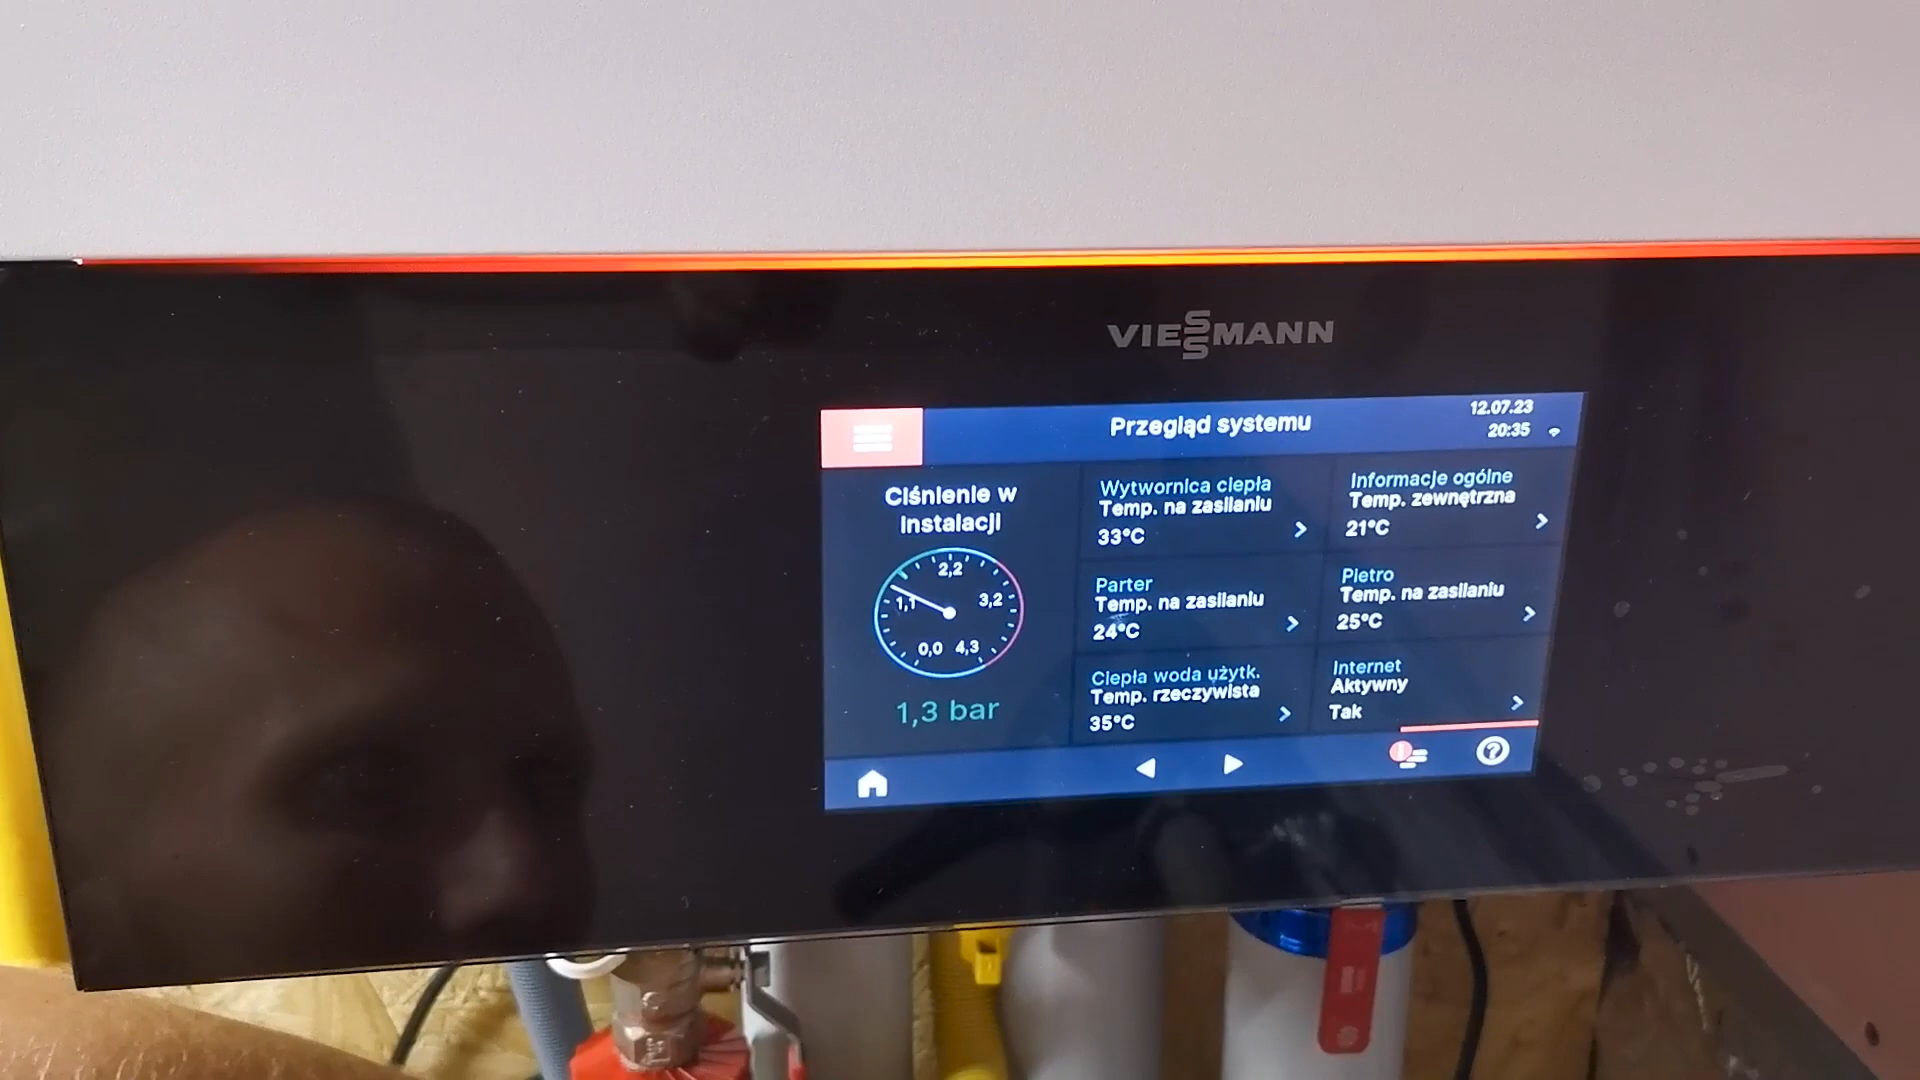 VIESSMANN
Przegląd systemu
12.07.23
20:35
Ciśnienie w
instalacji
2,2
1,1
3,2
0,0 4,3
1,3 bar
Wytwornica ciepła
Temp. na zasilaniu
33°C
Informacje ogólne
Temp. zewnętrzna
21°C
Parter
Temp. na zasilaniu
24°C
Piętro
Temp. na zasilaniu
25°C
Ciepła woda użytk.
Temp. rzeczywista
35°C
Internet
Aktywny
Tak